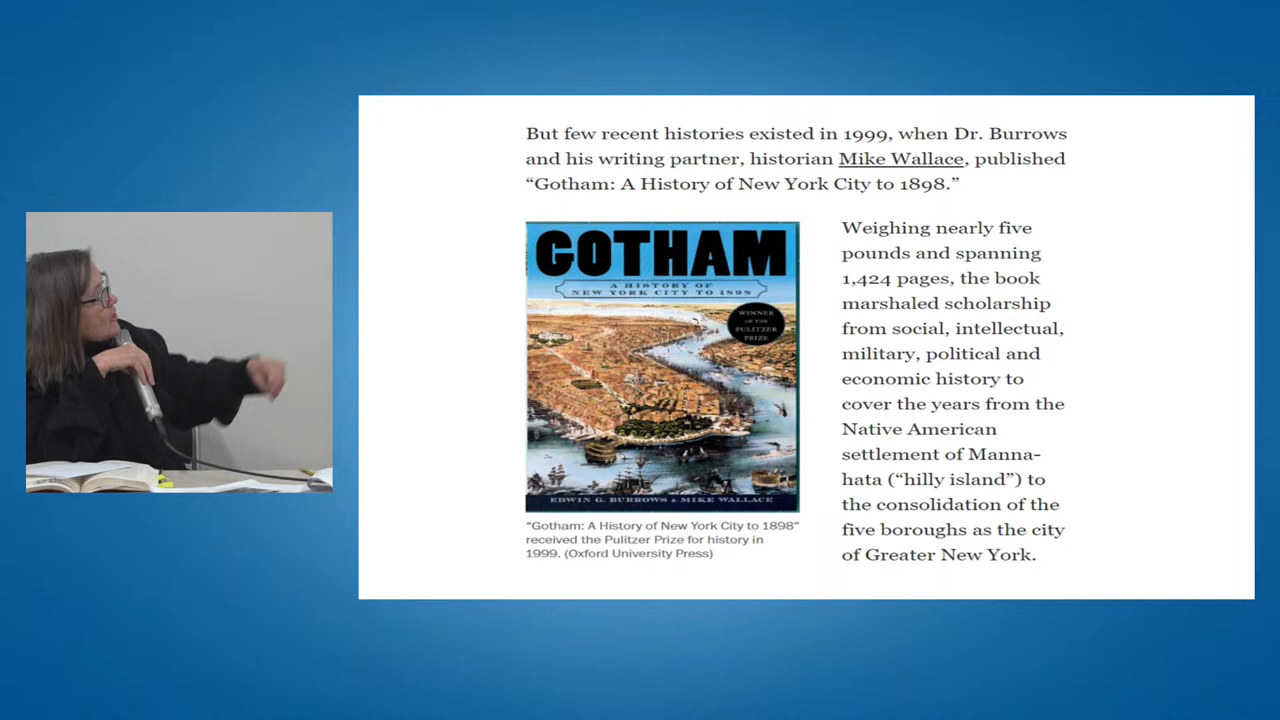 But few recent histories existed in 1999, when Dr. Burrows
and his writing partner, historian Mike Wallace, published
“Gotham: A History of New York City to 1898.”
GOTHAM
A HISTORY OF
NEW YORK CITY TO 1898
WINNER
OF THE
PULITZER
PRIZE
EDWIN G. BURROWS & MIKE WALLACE
“Gotham: A History of New York City to 1898”
received the Pulitzer Prize for history in
1999. (Oxford University Press)
Weighing nearly five
pounds and spanning
1,424 pages, the book
marshaled scholarship
from social, intellectual,
military, political and
economic history to
cover the years from the
Native American
settlement of Manna-
hata (“hilly island”) to
the consolidation of the
five boroughs as the city
of Greater New York.